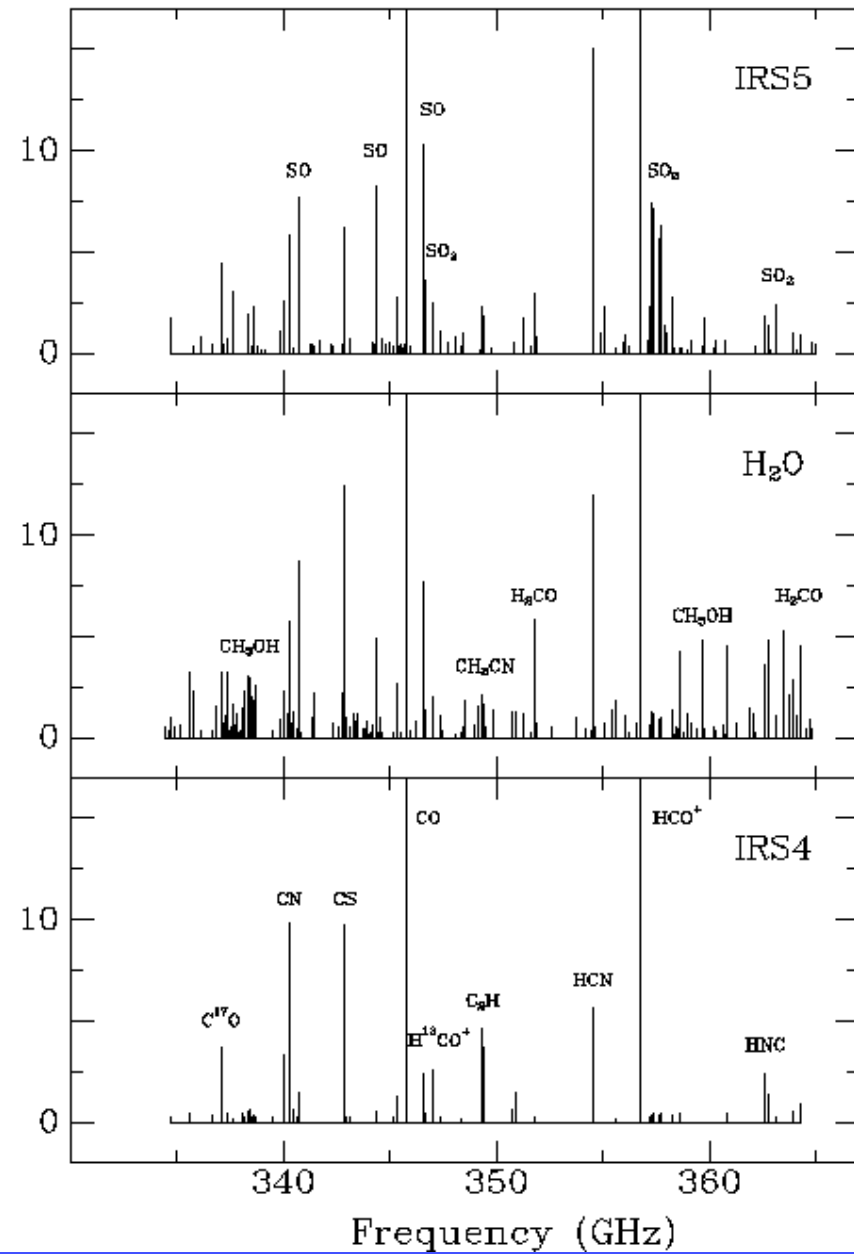 IRS5
SO
SO
SO
SO₂
SO₂
SO₂
10
0
H₂O
10
0
CH₃OH
H₂CO
CH₃CN
CH₃OH
H₂CO
IRS4
CO
HCO⁺
10
0
CN
CS
C¹⁷O
H¹³CO⁺
C₂H
HCN
HNC
340 350 360
Frequency (GHz)